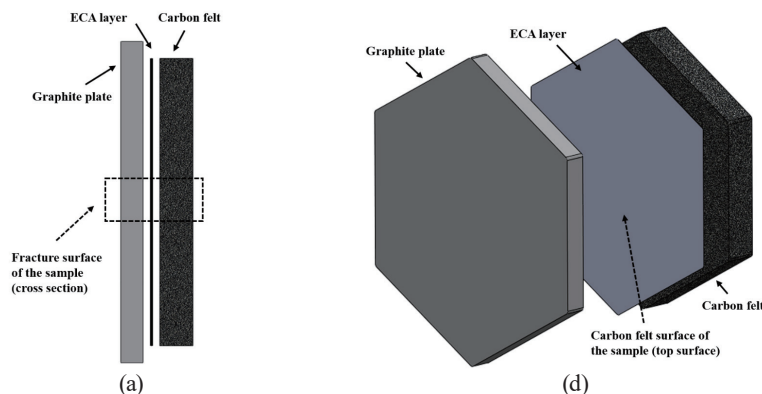 ECA layer
Carbon felt
Graphite plate
Fracture surface
of the sample
(cross section)
(a)
ECA layer
Graphite plate
Carbon felt
Carbon felt surface of
the sample (top surface)
(d)